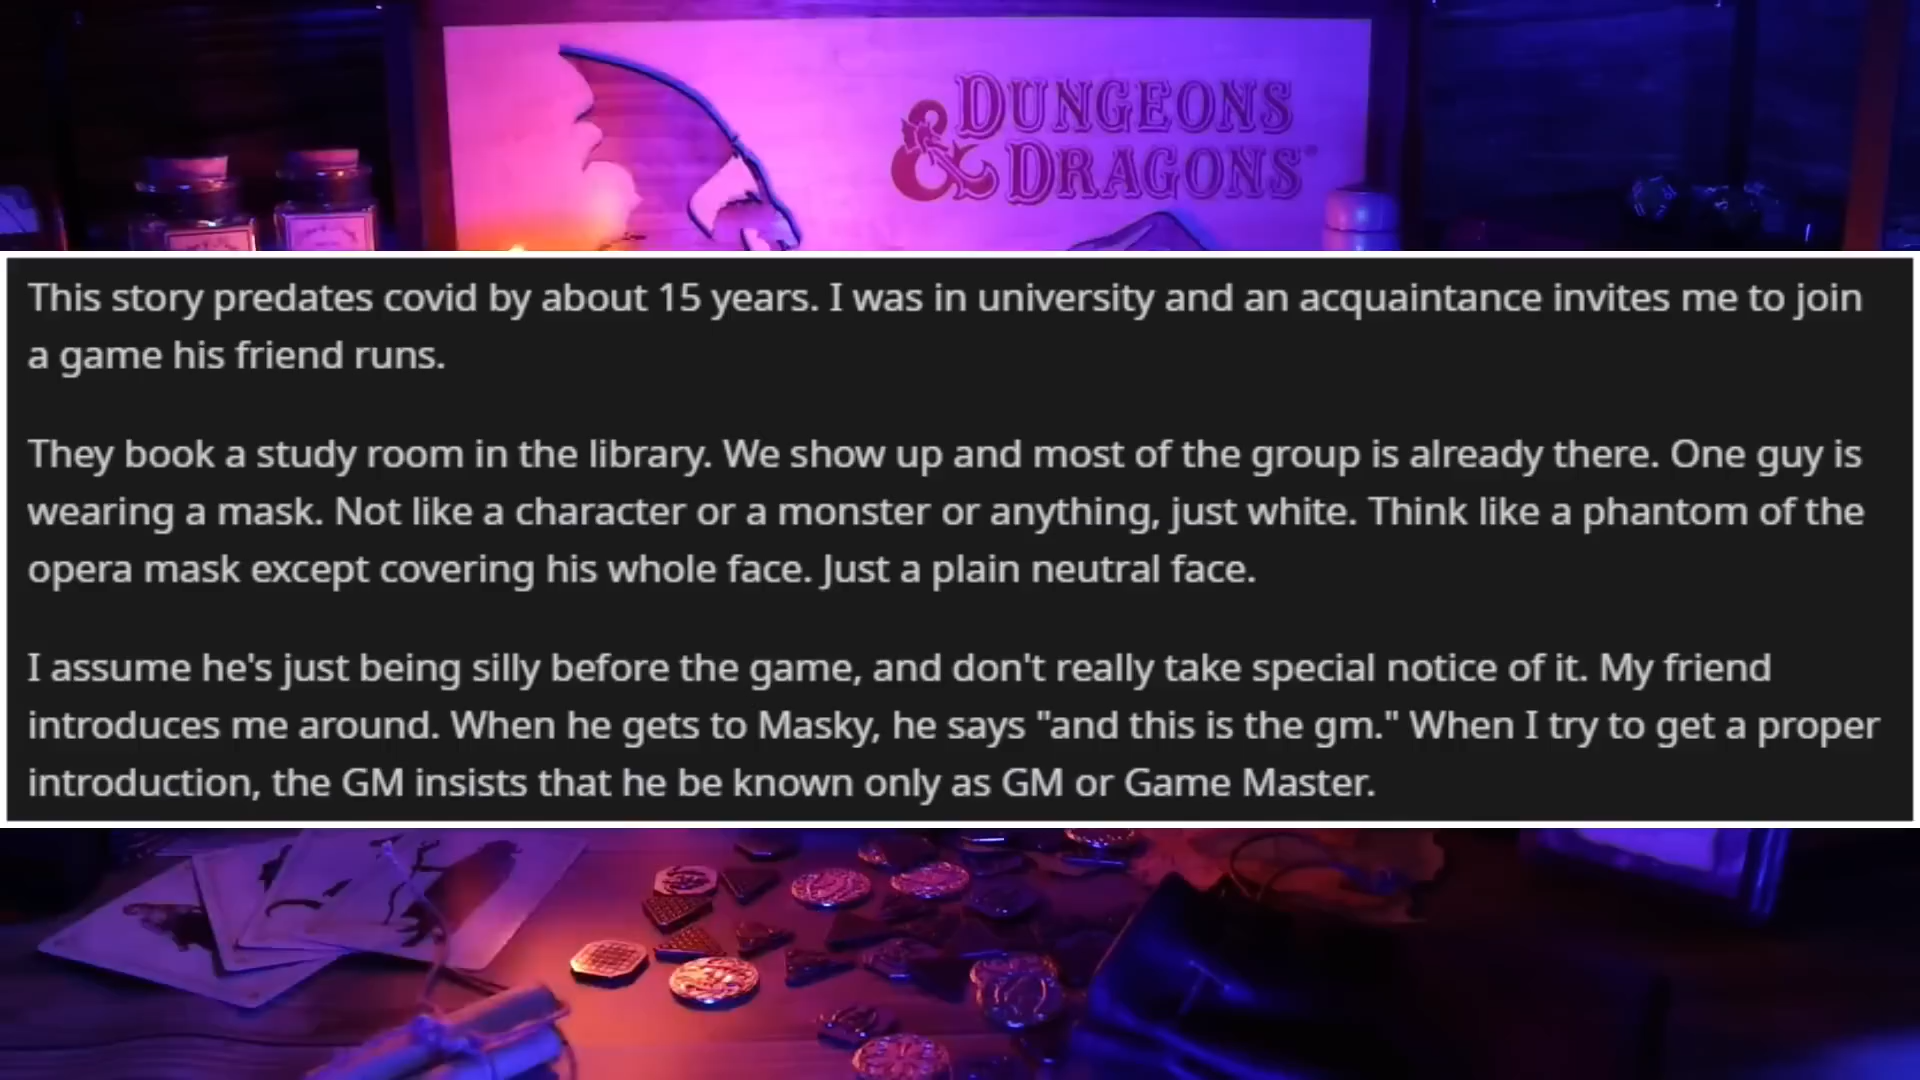 DUNGEONS
& DRAGONS
This story predates covid by about 15 years. I was in university and an acquaintance invites me to join
a game his friend runs.
They book a study room in the library. We show up and most of the group is already there. One guy is
wearing a mask. Not like a character or a monster or anything, just white. Think like a phantom of the
opera mask except covering his whole face. Just a plain neutral face.
I assume he's just being silly before the game, and don't really take special notice of it. My friend
introduces me around. When he gets to Masky, he says "and this is the gm." When I try to get a proper
introduction, the GM insists that he be known only as GM or Game Master.